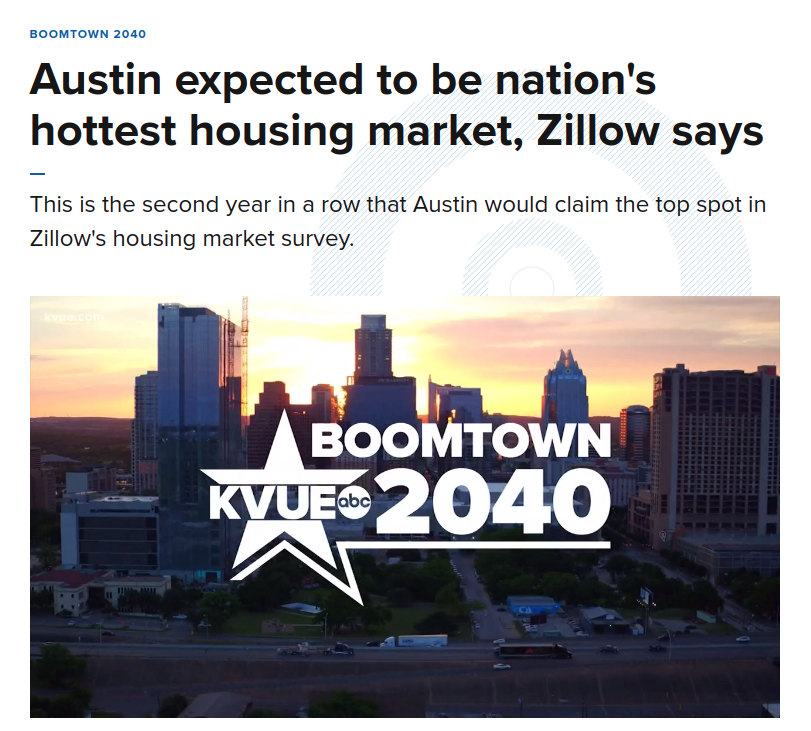 BOOMTOWN 2040
Austin expected to be nation's
hottest housing market, Zillow says
This is the second year in a row that Austin would claim the top spot in
Zillow's housing market survey.
kvue.com
BOOMTOWN
KVUE abc 2040